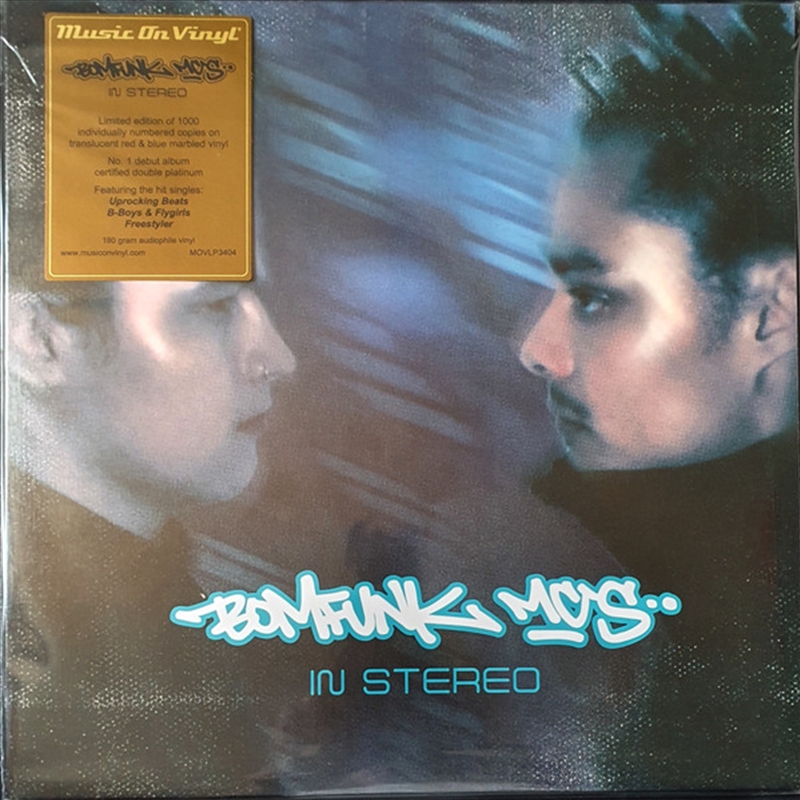 Music On Vinyl
BOMFUNK MC'S
IN STEREO
Limited edition of 1000
individually numbered copies on
translucent red & blue marbled vinyl
No. 1 debut album
certified double platinum
Featuring the hit singles:
Uprocking Beats
B-Boys & Flygirls
Freestyler
180 gram audiophile vinyl
www.musiconvinyl.com MOVLP3404
BOMFUNK MC'S
IN STEREO